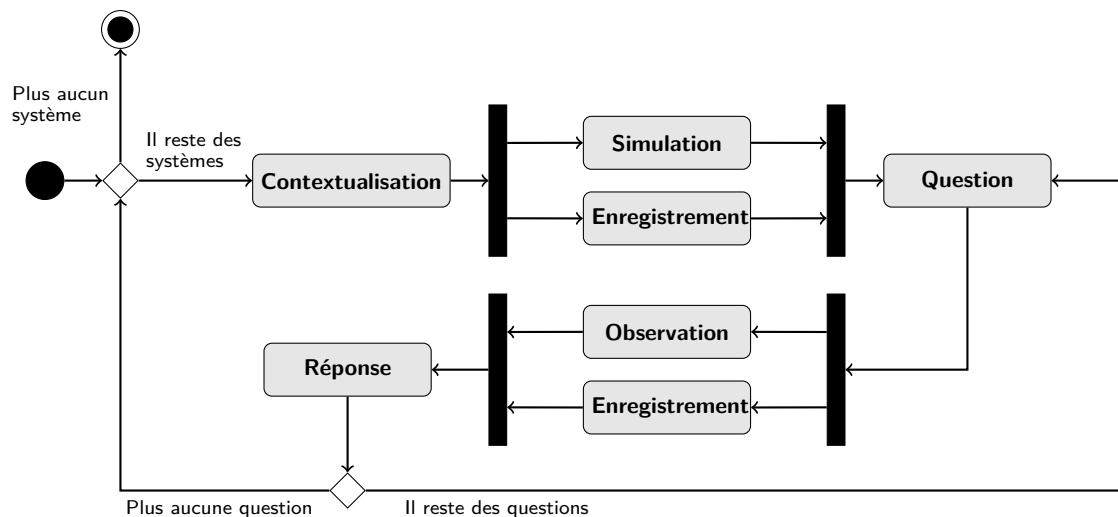 Plus aucun
système
Il reste des
systèmes
Contextualisation
Simulation
Enregistrement
Question
Observation
Enregistrement
Réponse
Plus aucune question
Il reste des questions